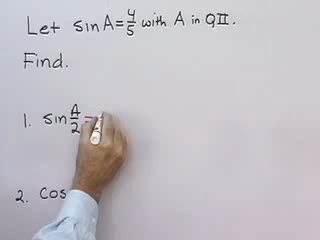 Let sin A = 4/5 with A in QII.
Find.
1. sin A/2 =
2. Cos